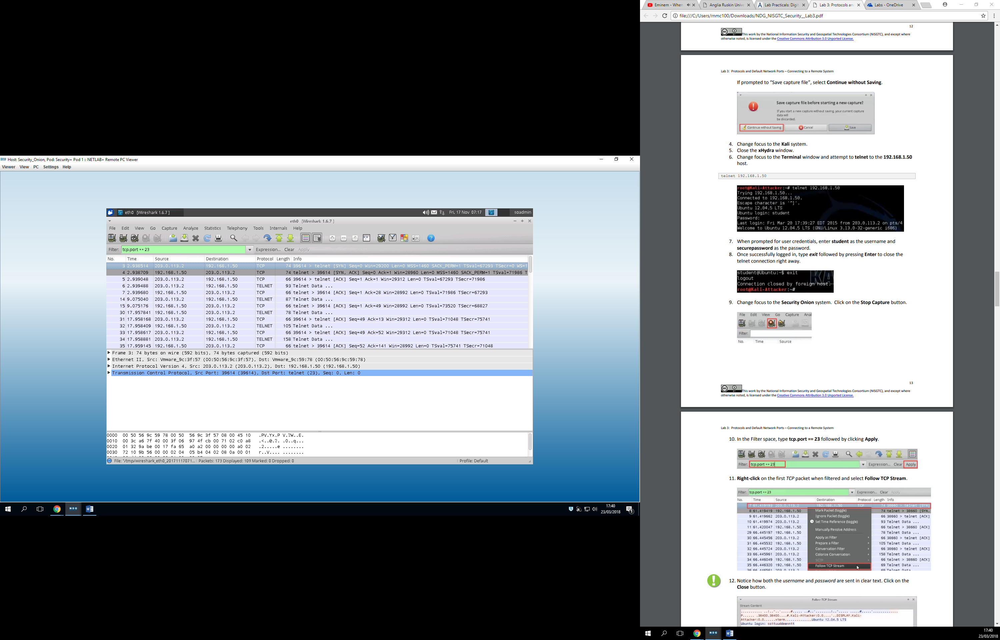 Host: Security_Onion, Pod: Security+ Pod 1 :: NETLAB+ Remote PC Viewer
Viewer View PC Settings Help
eth0 [Wireshark 1.6.7 ]
Fri, 17 Nov 07:17
soadmin
eth0 [Wireshark 1.6.7 ]
File Edit View Go Capture Analyze Statistics Telephony Tools Internals Help
Filter: tcp.port == 23 Expression... Clear Apply
No. Time Source Destination Protocol Length Info
3 2.938514 203.0.113.2 192.168.1.50 TCP 74 39614 > telnet [SYN] Seq=0 Win=29200 Len=0 MSS=1460 SACK_PERM=1 TSval=67293 TSecr=0 WS=1
4 2.938709 192.168.1.50 203.0.113.2 TCP 74 telnet > 39614 [SYN, ACK] Seq=0 Ack=1 Win=28960 Len=0 MSS=1460 SACK_PERM=1 TSval=71986 T
5 2.939048 203.0.113.2 192.168.1.50 TCP 66 39614 > telnet [ACK] Seq=1 Ack=1 Win=29312 Len=0 TSval=67293 TSecr=71986
6 2.939488 203.0.113.2 192.168.1.50 TELNET 93 Telnet Data ...
7 2.939680 192.168.1.50 203.0.113.2 TCP 66 telnet > 39614 [ACK] Seq=1 Ack=28 Win=28992 Len=0 TSval=71986 TSecr=67293
14 9.075040 203.0.113.2 192.168.1.50 TELNET 87 Telnet Data ...
15 9.075176 192.168.1.50 203.0.113.2 TCP 66 telnet > 39614 [ACK] Seq=1 Ack=49 Win=28992 Len=0 TSval=73520 TSecr=68827
30 17.957841 192.168.1.50 203.0.113.2 TELNET 78 Telnet Data ...
31 17.958168 203.0.113.2 192.168.1.50 TCP 66 39614 > telnet [ACK] Seq=49 Ack=13 Win=29312 Len=0 TSval=71048 TSecr=75741
32 17.958409 192.168.1.50 203.0.113.2 TELNET 105 Telnet Data ...
33 17.958617 203.0.113.2 192.168.1.50 TCP 66 39614 > telnet [ACK] Seq=49 Ack=52 Win=29312 Len=0 TSval=71048 TSecr=75741
34 17.958881 203.0.113.2 192.168.1.50 TELNET 158 Telnet Data ...
35 17.959145 192.168.1.50 203.0.113.2 TCP 66 telnet > 39614 [ACK] Seq=52 Ack=141 Win=28992 Len=0 TSval=75741 TSecr=71048
Frame 3: 74 bytes on wire (592 bits), 74 bytes captured (592 bits)
Ethernet II, Src: Vmware_9c:3f:57 (00:50:56:9c:3f:57), Dst: Vmware_9c:59:78 (00:50:56:9c:59:78)
Internet Protocol Version 4, Src: 203.0.113.2 (203.0.113.2), Dst: 192.168.1.50 (192.168.1.50)
Transmission Control Protocol, Src Port: 39614 (39614), Dst Port: telnet (23), Seq: 0, Len: 0
0000 00 50 56 9c 59 78 00 50 56 9c 3f 57 08 00 45 10 .PV.Yx.P V.?W..E.
0010 00 3c a6 7f 40 00 3f 06 97 4f cb 00 71 02 c0 a8 .<..@.?. .O..q...
0020 01 32 9a be 00 17 fa 65 a0 a2 00 00 00 00 a0 02 .2.....e ........
0030 72 10 9b 56 00 00 02 04 05 b4 04 02 08 0a 00 01 r..V.... ........
File: "/tmp/wireshark_eth0_20171117071... Packets: 173 Displayed: 109 Marked: 0 Dropped: 0 Profile: Default
NDG
17:40
23/03/2018
Eminem - When
Anglia Ruskin Unive
Lab Practicals: Digit
Lab 3: Protocols an
Labs - OneDrive
file:///C:/Users/rnmc100/Downloads/NDG_NISGTC_Security__Lab3.pdf
12
This work by the National Information Security and Geospatial Technologies Consortium (NISGTC), and except where
otherwise noted, is licensed under the Creative Commons Attribution 3.0 Unported License.
Lab 3: Protocols and Default Network Ports – Connecting to a Remote System
If prompted to “Save capture file”, select Continue without Saving.
Save capture file before starting a new capture?
If you start a new capture without saving, your current capture
data will
be discarded.
Continue without Saving Cancel Save
4. Change focus to the Kali system.
5. Close the xHydra window.
6. Change focus to the Terminal window and attempt to telnet to the 192.168.1.50
host.
telnet 192.168.1.50
root@Kali-Attacker:~# telnet 192.168.1.50
Trying 192.168.1.50...
Connected to 192.168.1.50.
Escape character is '^]'.
Ubuntu 12.04.5 LTS
Ubuntu login: student
Password:
Last login: Fri Mar 20 17:39:27 EDT 2015 from 203.0.113.2 on pts/4
Welcome to Ubuntu 12.04.5 LTS (GNU/Linux 3.13.0-32-generic i686)
7. When prompted for user credentials, enter student as the username and
securepassword as the password.
8. Once successfully logged in, type exit followed by pressing Enter to close the
telnet connection right away.
student@Ubuntu:~$ exit
logout
Connection closed by foreign host.
root@Kali-Attacker:~#
9. Change focus to the Security Onion system. Click on the Stop Capture button.
File Edit View Go Capture Anal
Filter:
No. Time Source
13
This work by the National Information Security and Geospatial Technologies Consortium (NISGTC), and except where
otherwise noted, is licensed under the Creative Commons Attribution 3.0 Unported License.
Lab 3: Protocols and Default Network Ports – Connecting to a Remote System
10. In the Filter space, type tcp.port == 23 followed by clicking Apply.
Filter: tcp.port == 23 Expression... Clear Apply
11. Right-click on the first TCP packet when filtered and select Follow TCP Stream.
Filter: tcp.port == 23 Expression... Clear Apply
No. Time Source Destination Protocol Length Info
7 61.419193 203.0.113.2 192.168.1.50 TCP 74 38660 > telnet [SYN]
8 61.419419 192.168.1.50 Mark Packet (toggle) 74 telnet > 38660 [SYN,
9 61.419662 203.0.113.2 Ignore Packet (toggle) 66 38660 > telnet [ACK]
10 61.419974 203.0.113.2 Set Time Reference (toggle) 93 Telnet Data ...
11 61.420047 192.168.1.50 Manually Resolve Address 66 telnet > 38660 [ACK]
29 66.445197 192.168.1.50 78 Telnet Data ...
30 66.445456 203.0.113.2 Apply as Filter 66 38660 > telnet [ACK]
31 66.445532 192.168.1.50 Prepare a Filter 105 Telnet Data ...
32 66.445724 203.0.113.2 Conversation Filter 66 38660 > telnet [ACK]
33 66.445961 203.0.113.2 Colorize Conversation 158 Telnet Data ...
34 66.446049 192.168.1.50 SCTP 66 telnet > 38660 [ACK]
35 66.446320 192.168.1.50 Follow TCP Stream 69 Telnet Data ...
12. Notice how both the username and password are sent in clear text. Click on the
Close button.
Follow TCP Stream
Stream Content
P...... .38400,38400....#.Kali-Attacker:0.0....'..DISPLAY.Kali-
Attacker:0.0......xterm..............Ubuntu 12.04.5 LTS
Ubuntu login: ssttuuddeenntt
NDG
17:40
23/03/2018